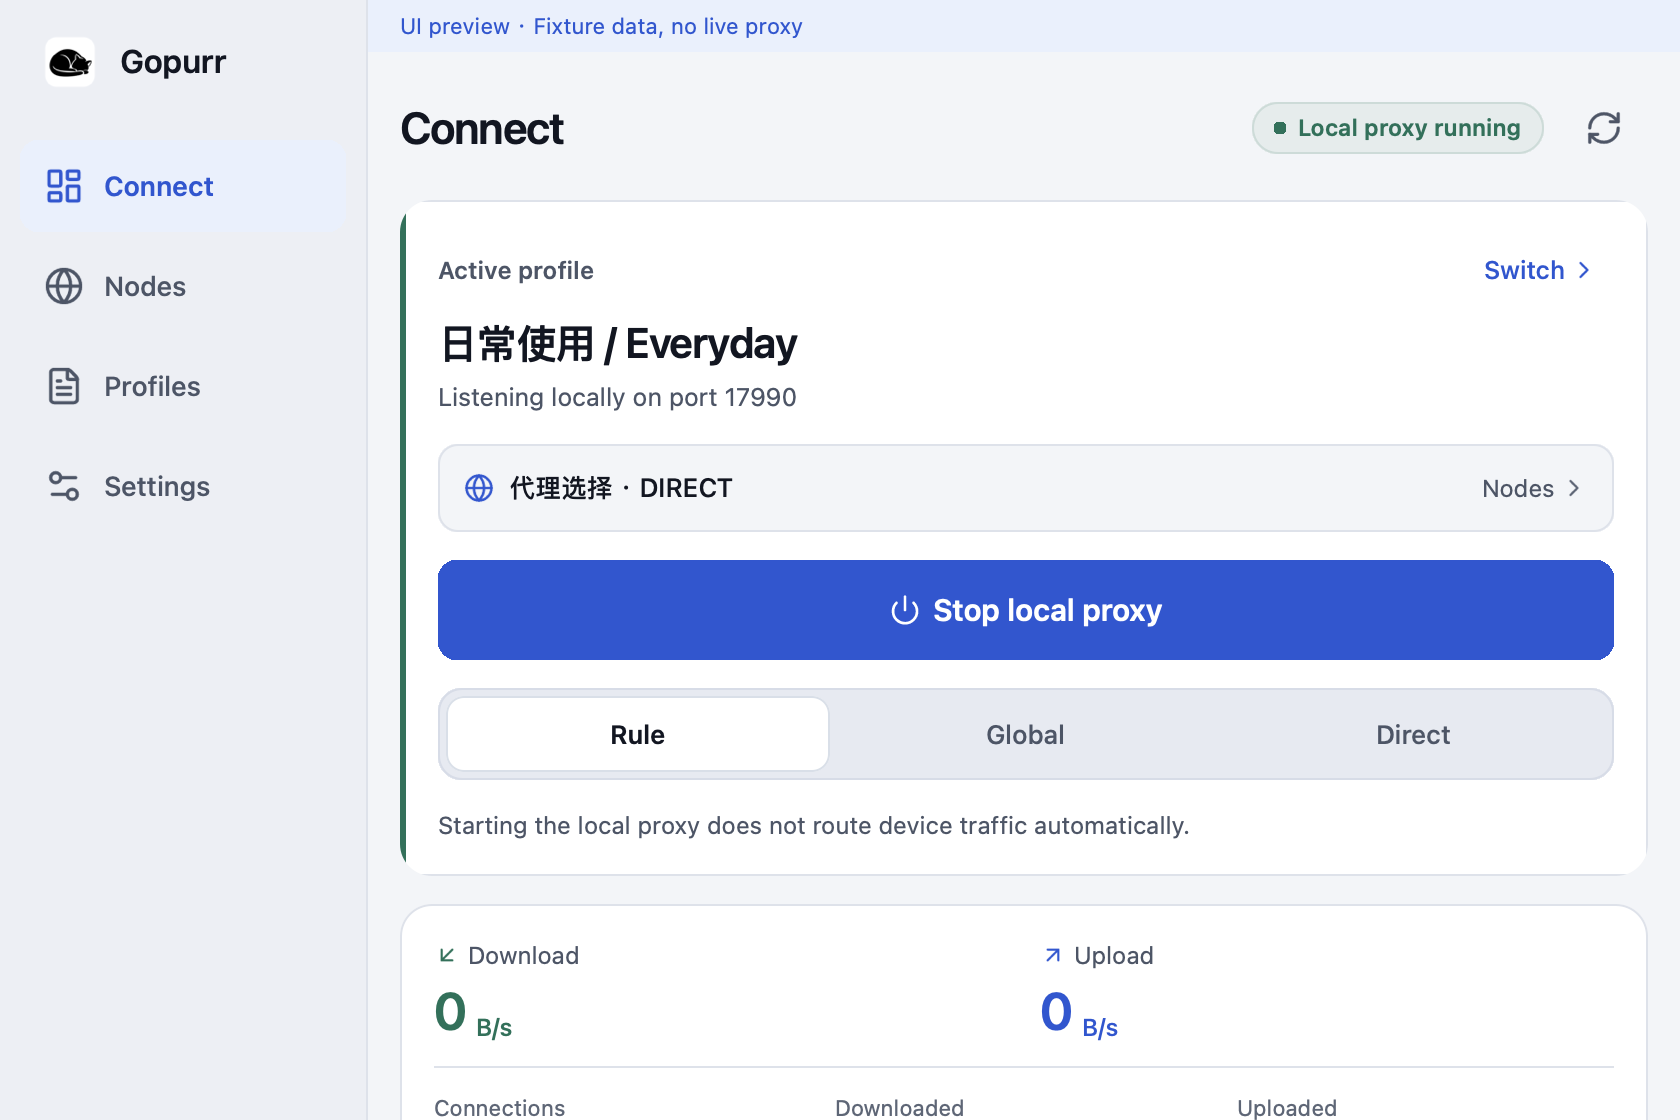 Gopurr
Connect
Nodes
Profiles
Settings
UI preview · Fixture data, no live proxy
Connect
Local proxy running
Active profile
Switch
日常使用 / Everyday
Listening locally on port 17990
代理选择 · DIRECT
Nodes
Stop local proxy
Rule
Global
Direct
Starting the local proxy does not route device traffic automatically.
Download
Upload
0 B/s
0 B/s
Connections
Downloaded
Uploaded